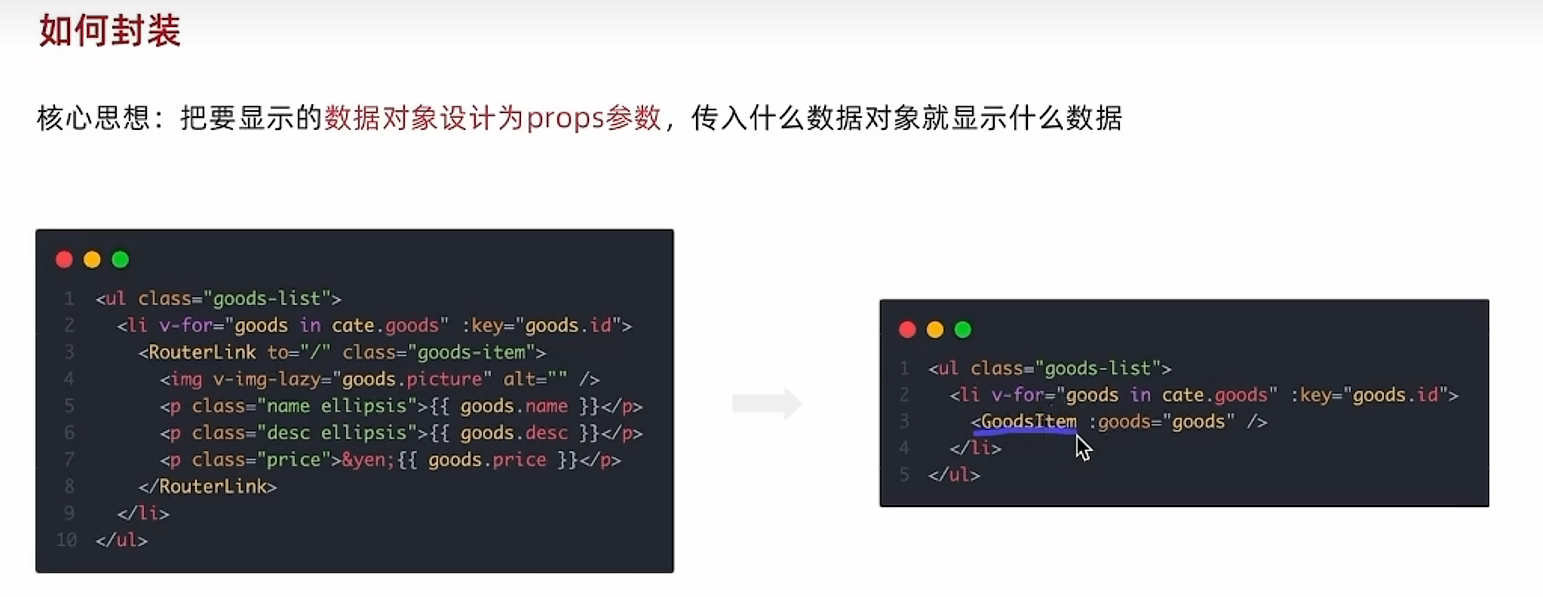 如何封装
核心思想：把要显示的数据对象设计为props参数，传入什么数据对象就显示什么数据
1 <ul class="goods-list">
2 <li v-for="goods in cate.goods" :key="goods.id">
3 <RouterLink to="/" class="goods-item">
4 <img v-img-lazy="goods.picture" alt="" />
5 <p class="name ellipsis">{{ goods.name }}</p>
6 <p class="desc ellipsis">{{ goods.desc }}</p>
7 <p class="price">&yen;{{ goods.price }}</p>
8 </RouterLink>
9 </li>
10 </ul>
1 <ul class="goods-list">
2 <li v-for="goods in cate.goods" :key="goods.id">
3 <GoodsItem :goods="goods" />
4 </li>
5 </ul>